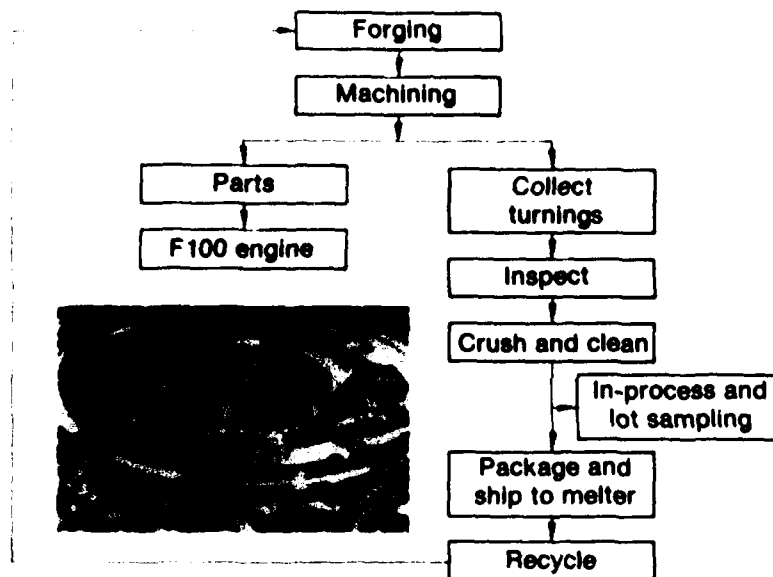 Forging
Machining
Parts
F100 engine
Collect
turnings
Inspect
Crush and clean
In-process and
lot sampling
Package and
ship to melter
Recycle